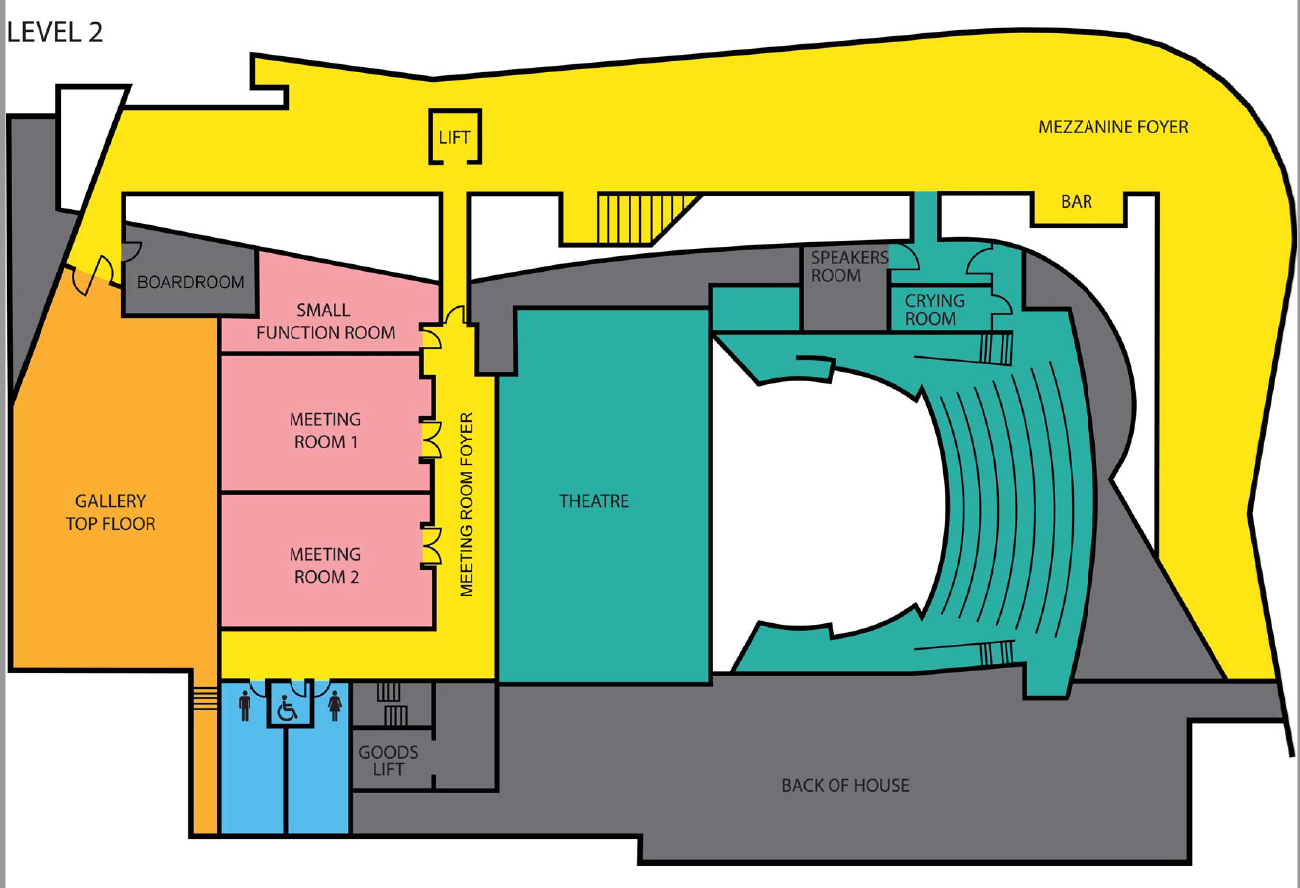 LEVEL 2
LIFT
MEZZANINE FOYER
BAR
SPEAKERS
ROOM
BOARDROOM
CRYING
ROOM
SMALL
FUNCTION ROOM
MEETING
ROOM 1
MEETING ROOM FOYER
GALLERY
TOP FLOOR
THEATRE
MEETING
ROOM 2
GOODS
LIFT
BACK OF HOUSE